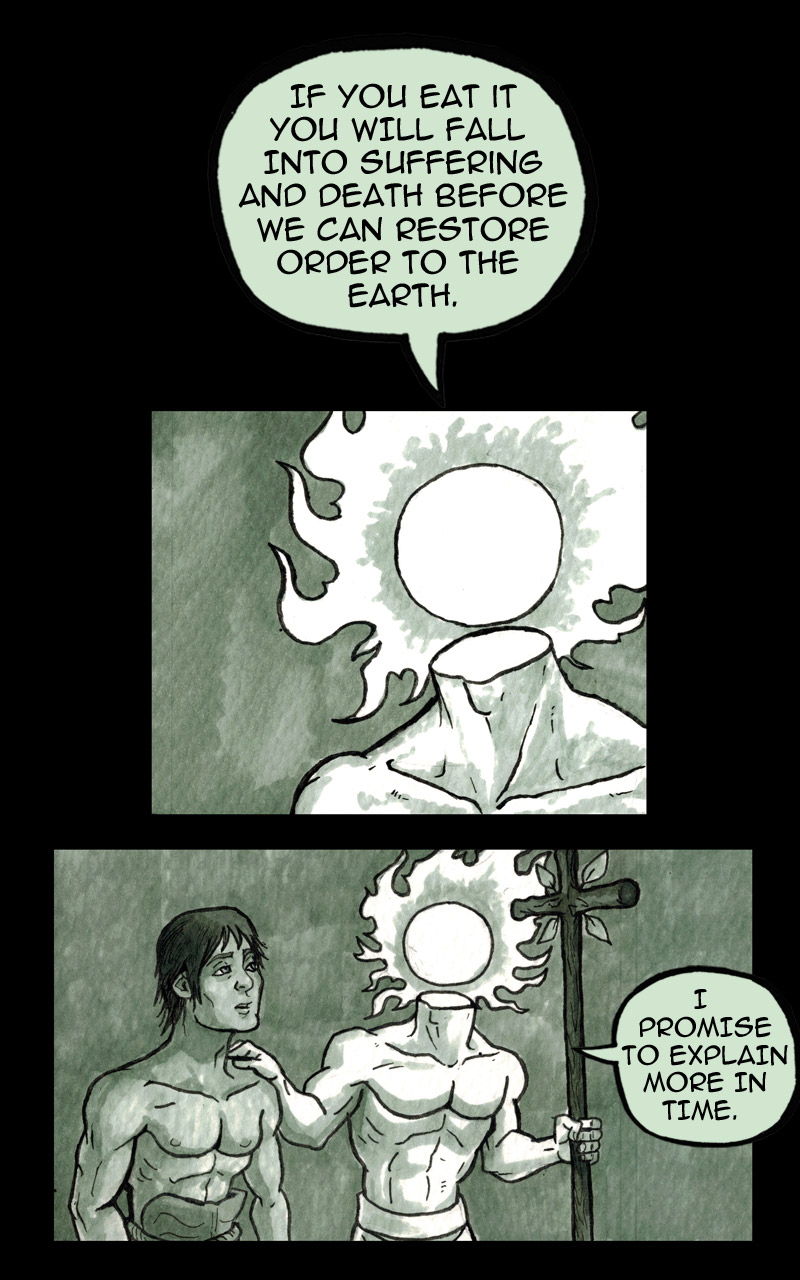 IF YOU EAT IT
YOU WILL FALL
INTO SUFFERING
AND DEATH BEFORE
WE CAN RESTORE
ORDER TO THE
EARTH.
I
PROMISE
TO EXPLAIN
MORE IN
TIME.